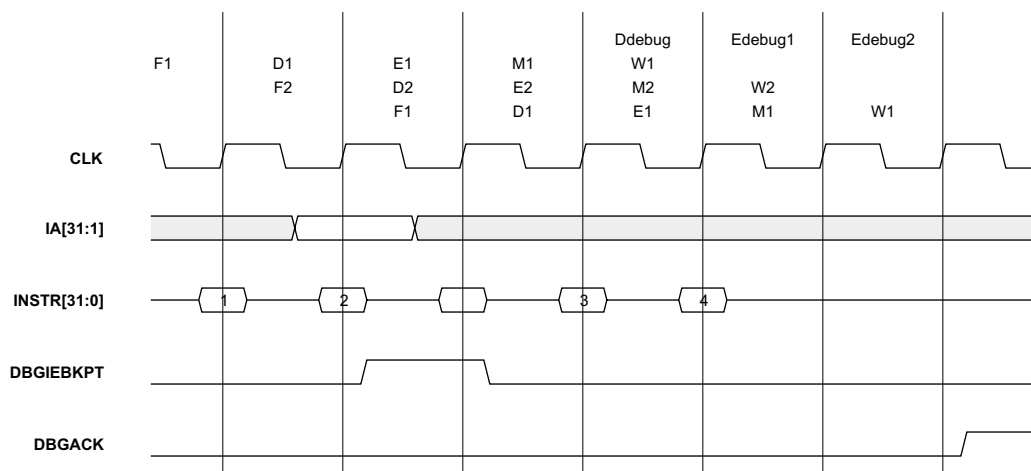 Ddebug Edebug1 Edebug2
F1 D1 E1 M1 W1
F2 D2 E2 M2 W2
F1 D1 E1 M1 W1
CLK
IA[31:1]
INSTR[31:0] 1 2 3 4
DBGIEBKPT
DBGACK